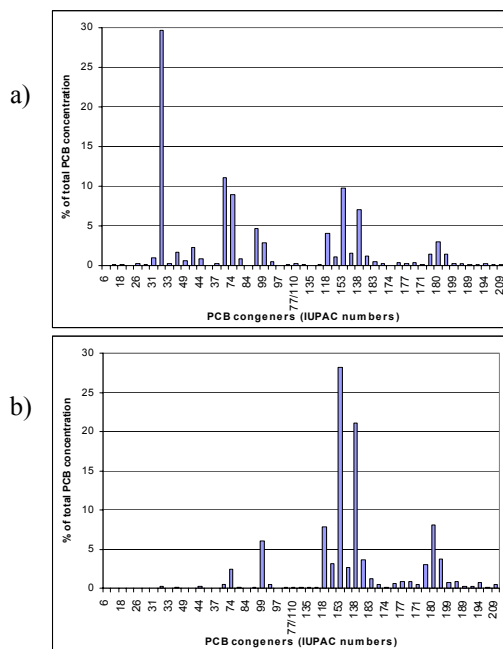 a)
30
25
20
15
10
5
0
% of total PCB concentration
6 18 26 31 33 49 44 37 74 84 99 97 77/110 135 118 153 138 183 174 177 171 180 199 189 194 209
PCB congeners (IUPAC numbers)
b)
30
25
20
15
10
5
0
% of total PCB concentration
6 18 26 31 33 49 44 37 74 84 99 97 77/110 135 118 153 138 183 174 177 171 180 199 189 194 209
PCB congeners (IUPAC numbers)